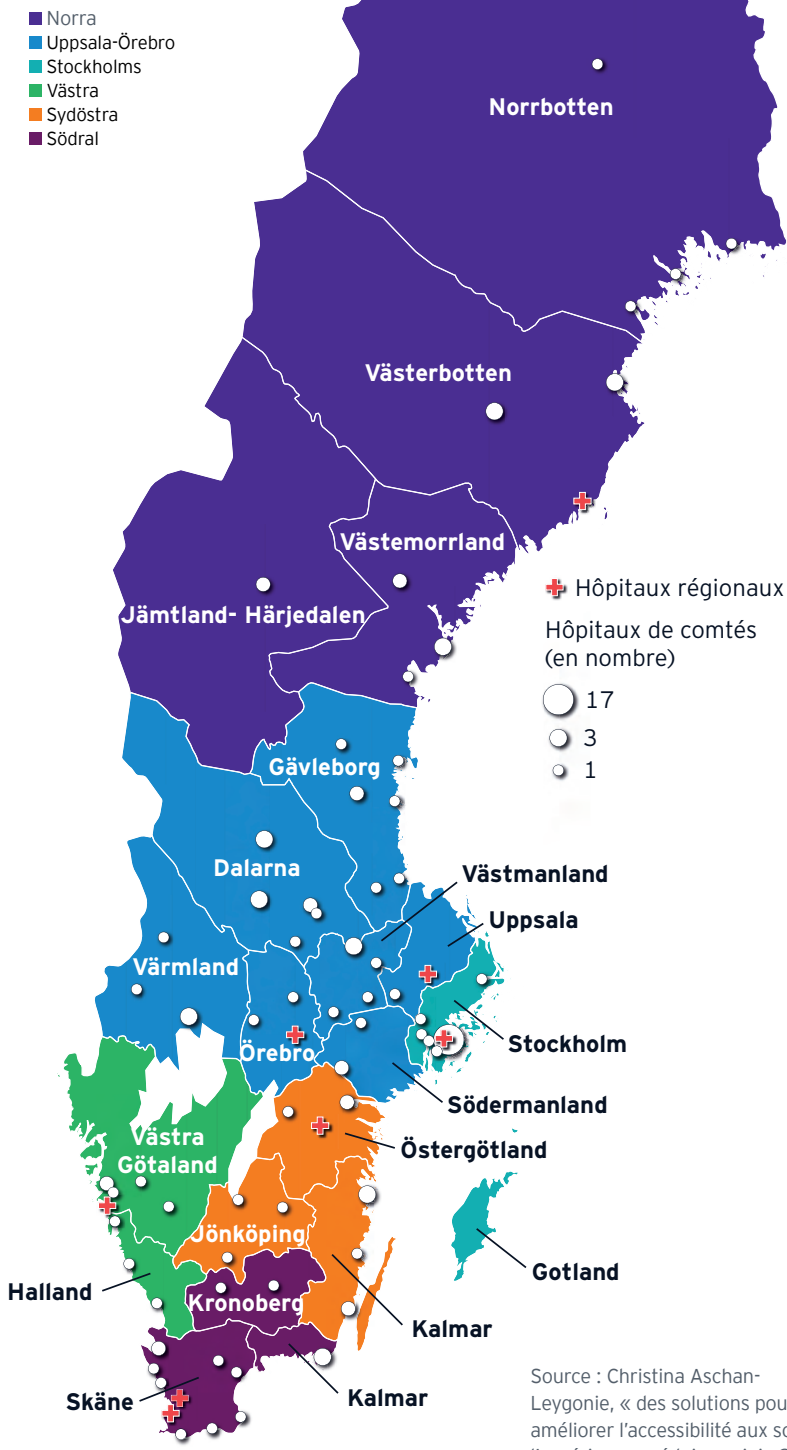 Norra
Uppsala-Örebro
Stockholms
Västra
Sydöstra
Södral
Norrbotten
Västerbotten
Västemorrland
Jämtland- Härjedalen
Hôpitaux régionaux
Hôpitaux de comtés
(en nombre)
17
3
1
Gävleborg
Dalarna
Västmanland
Uppsala
Värmland
Örebro
Stockholm
Södermanland
Västra
Götaland
Östergötland
Jönköping
Gotland
Halland
Kronoberg
Kalmar
Skäne
Kalmar
Source : Christina Aschan-
Leygonie, « des solutions pou
améliorer l'accessibilité aux so